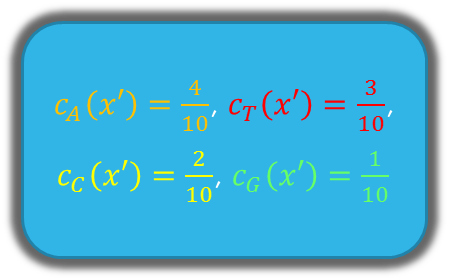 c_A(x′) = 4/10, c_T(x′) = 3/10,
c_C(x′) = 2/10, c_G(x′) = 1/10